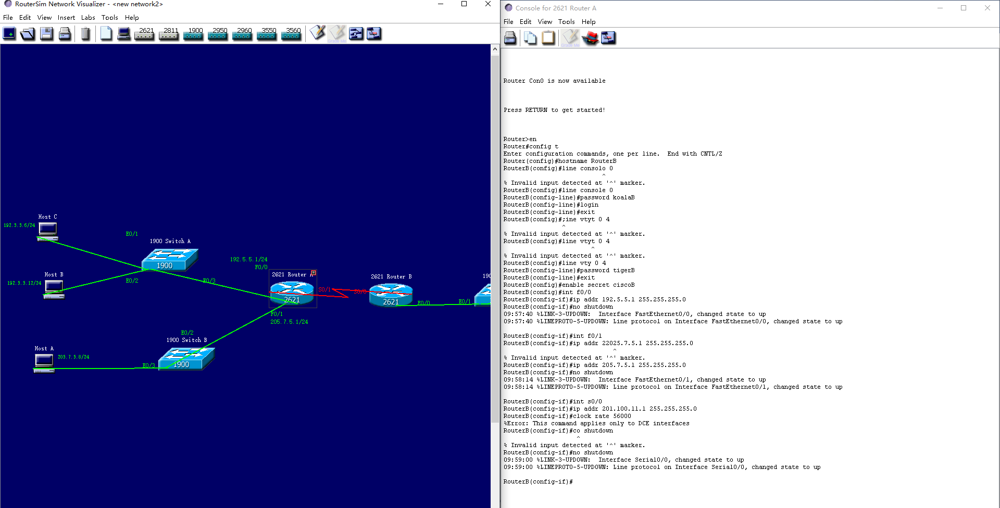 RouterSim Network Visualizer - <new network2>
File Edit View Insert Labs Tools Help
2621 2811 1900 2950 2960 3550 3560
Grade Me
Host C
192.5.5.6/24
E0/1
1900 Switch A
1900
192.5.5.1/24
F0/0
Host B
192.5.5.12/24
E0/2
E0/3
2621 Router
2621
S0/1
S0/0
2621 Router B
2621
F0/0
E0/1
190
F0/1
205.7.5.1/24
E0/2
1900 Switch B
1900
Host A
205.7.5.8/24
E0/3
Console for 2621 Router A
File Edit View Tools Help
Grade Me
Router Con0 is now available
Press RETURN to get started!
Router>en
Router#config t
Enter configuration commands, one per line.  End with CNTL/Z
Router(config)#hostname RouterB
RouterB(config)#line consolo 0
^
% Invalid input detected at '^' marker.
RouterB(config)#line console 0
RouterB(config-line)#password koalaB
RouterB(config-line)#login
RouterB(config-line)#exit
RouterB(config)#;ine vtyt 0 4
^
% Invalid input detected at '^' marker.
RouterB(config)#line vtyt 0 4
^
% Invalid input detected at '^' marker.
RouterB(config)#line vty 0 4
RouterB(config-line)#password tigerB
RouterB(config-line)#exit
RouterB(config)#enable secret ciscoB
RouterB(config)#int f0/0
RouterB(config-if)#ip addr 192.5.5.1 255.255.255.0
RouterB(config-if)#no shutdown
09:57:40 %LINK-3-UPDOWN:  Interface FastEthernet0/0, changed state to up
09:57:40 %LINEPROTO-5-UPDOWN: Line protocol on Interface FastEthernet0/0, changed state to up
RouterB(config-if)#int f0/1
RouterB(config-if)#ip addr 22025.7.5.1 255.255.255.0
^
% Invalid input detected at '^' marker.
RouterB(config-if)#ip addr 205.7.5.1 255.255.255.0
RouterB(config-if)#no shutdown
09:58:14 %LINK-3-UPDOWN:  Interface FastEthernet0/1, changed state to up
09:58:14 %LINEPROTO-5-UPDOWN: Line protocol on Interface FastEthernet0/1, changed state to up
RouterB(config-if)#int s0/0
RouterB(config-if)#ip addr 201.100.11.1 255.255.255.0
RouterB(config-if)#clock rate 56000
%Error: This command applies only to DCE interfaces
RouterB(config-if)#co shutdown
^
% Invalid input detected at '^' marker.
RouterB(config-if)#no shutdown
09:59:00 %LINK-3-UPDOWN:  Interface Serial0/0, changed state to up
09:59:00 %LINEPROTO-5-UPDOWN: Line protocol on Interface Serial0/0, changed state to up
RouterB(config-if)#